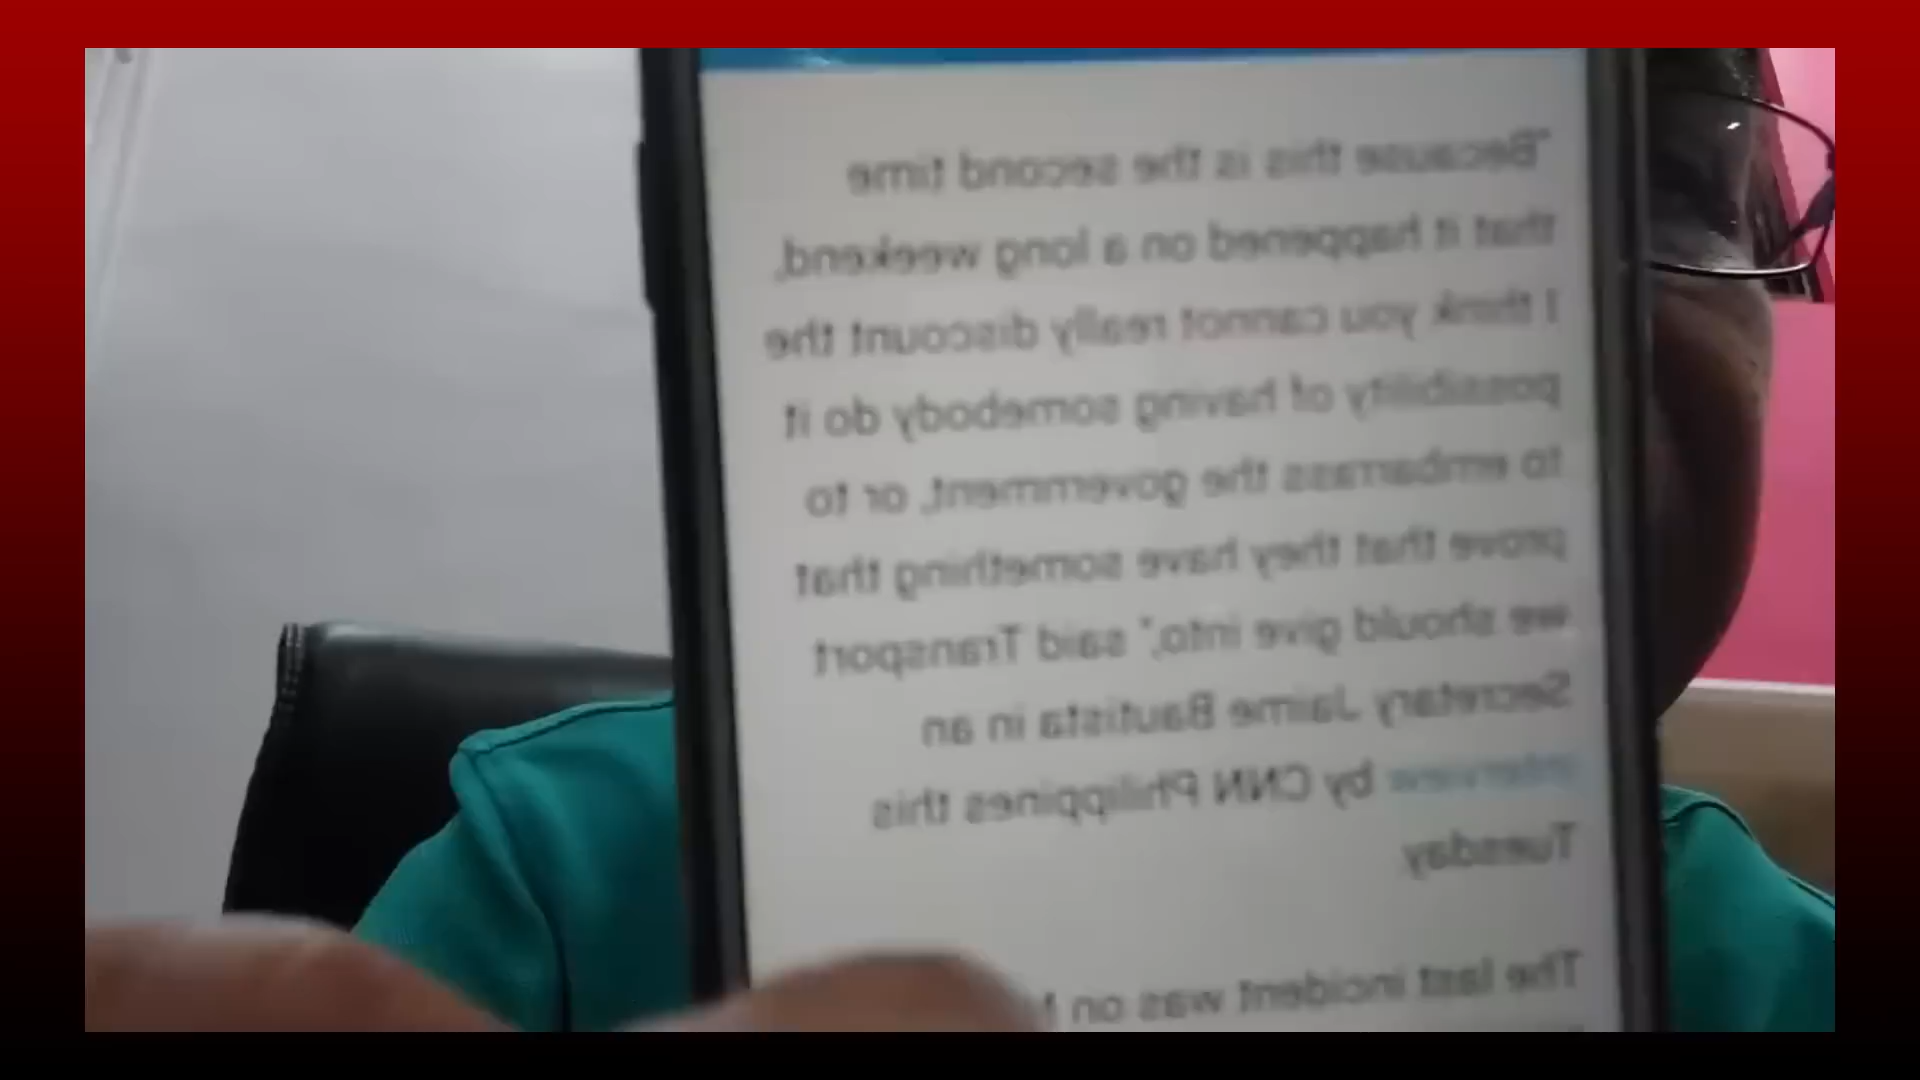 "Because this is the second time
that it happened on a long weekend,
I think you cannot really discount the
possibility of having somebody do it
to embarrass the government, or to
prove that they have something that
we should give into," said Transport
Secretary Jaime Bautista in an
interview by CNN Philippines this
Tuesday.
The last incident was on